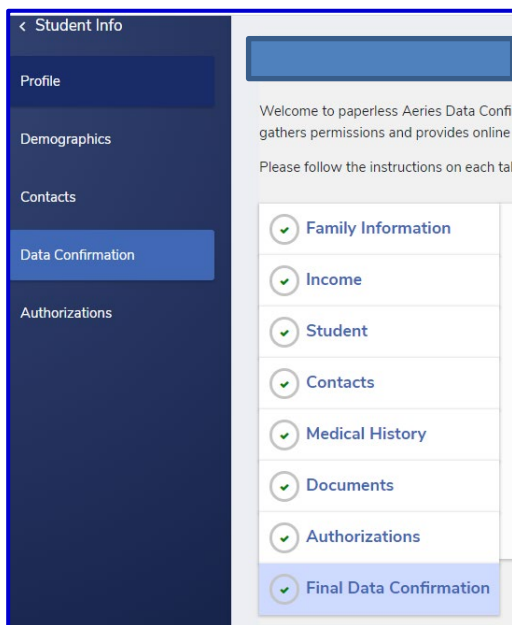 < Student Info
Profile
Demographics
Contacts
Data Confirmation
Authorizations
Welcome to paperless Aeries Data Confi
gathers permissions and provides online
Please follow the instructions on each ta
Family Information
Income
Student
Contacts
Medical History
Documents
Authorizations
Final Data Confirmation